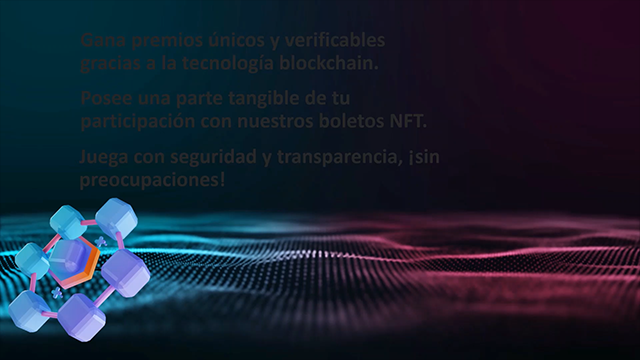 Gana premios únicos y verificables
gracias a la tecnología blockchain.
Posee una parte tangible de tu
participación con nuestros boletos NFT.
Juega con seguridad y transparencia, ¡sin
preocupaciones!